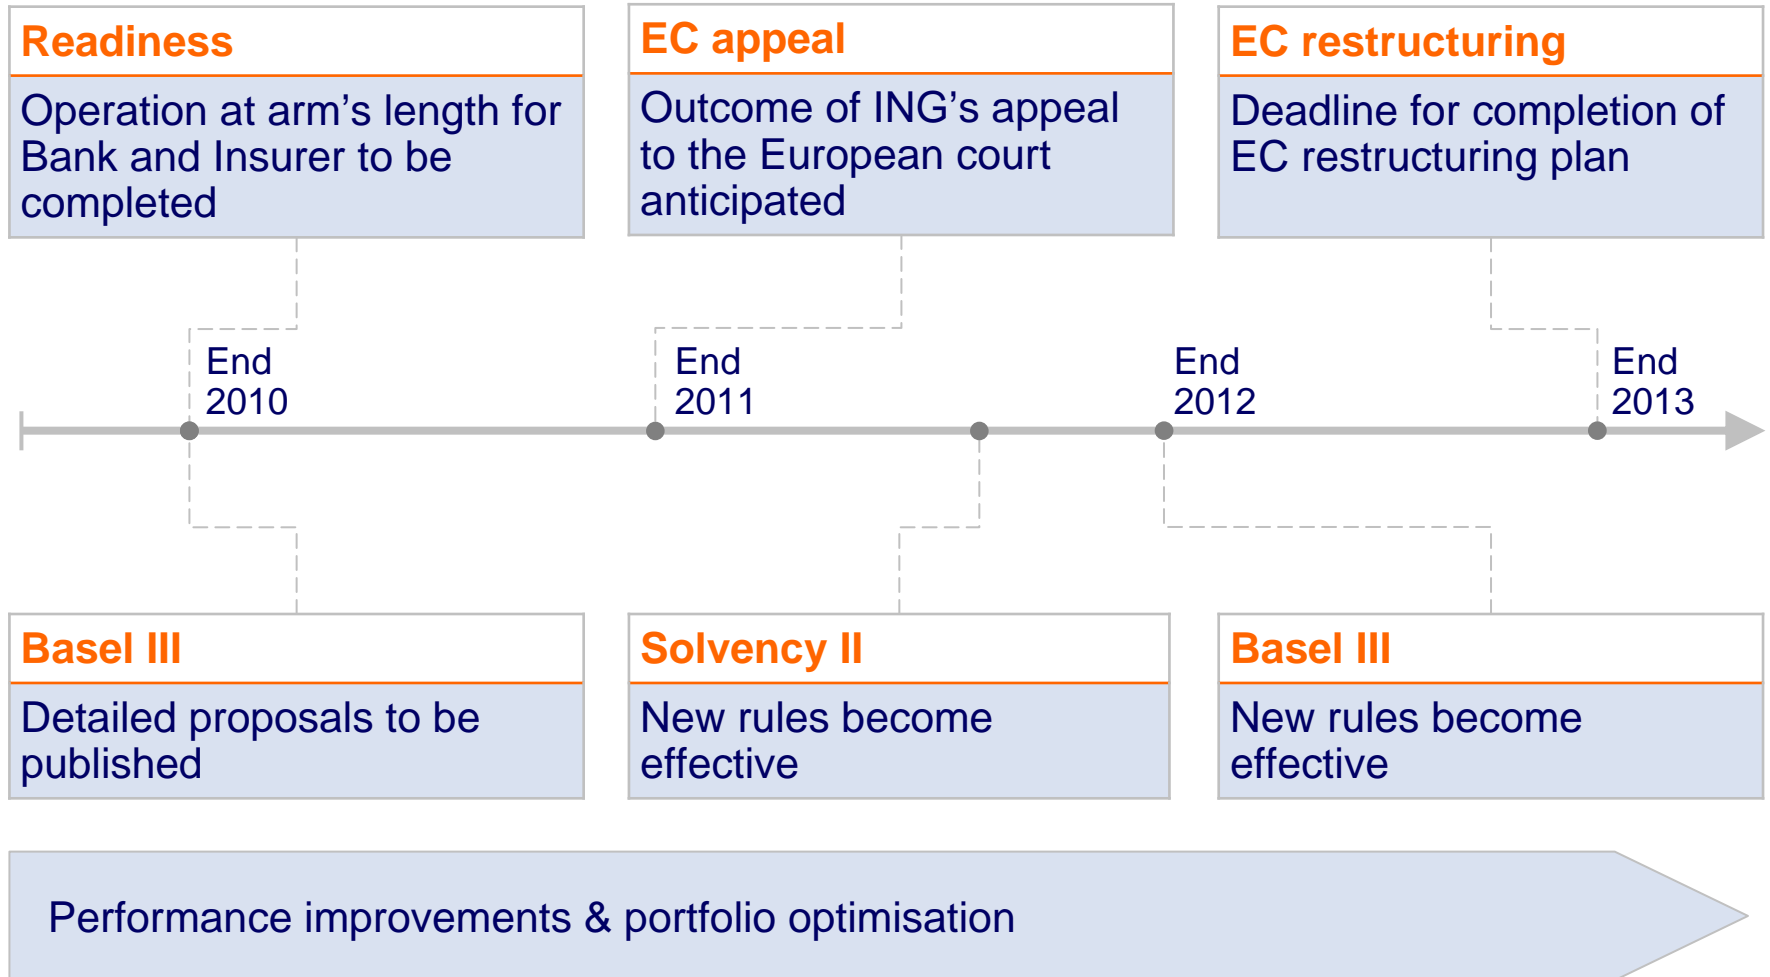 Readiness
Operation at arm's length for
Bank and Insurer to be
completed
EC appeal
Outcome of ING's appeal
to the European court
anticipated
EC restructuring
Deadline for completion of
EC restructuring plan
End
2010
End
2011
End
2012
End
2013
Basel III
Detailed proposals to be
published
Solvency II
New rules become
effective
Basel III
New rules become
effective
Performance improvements & portfolio optimisation